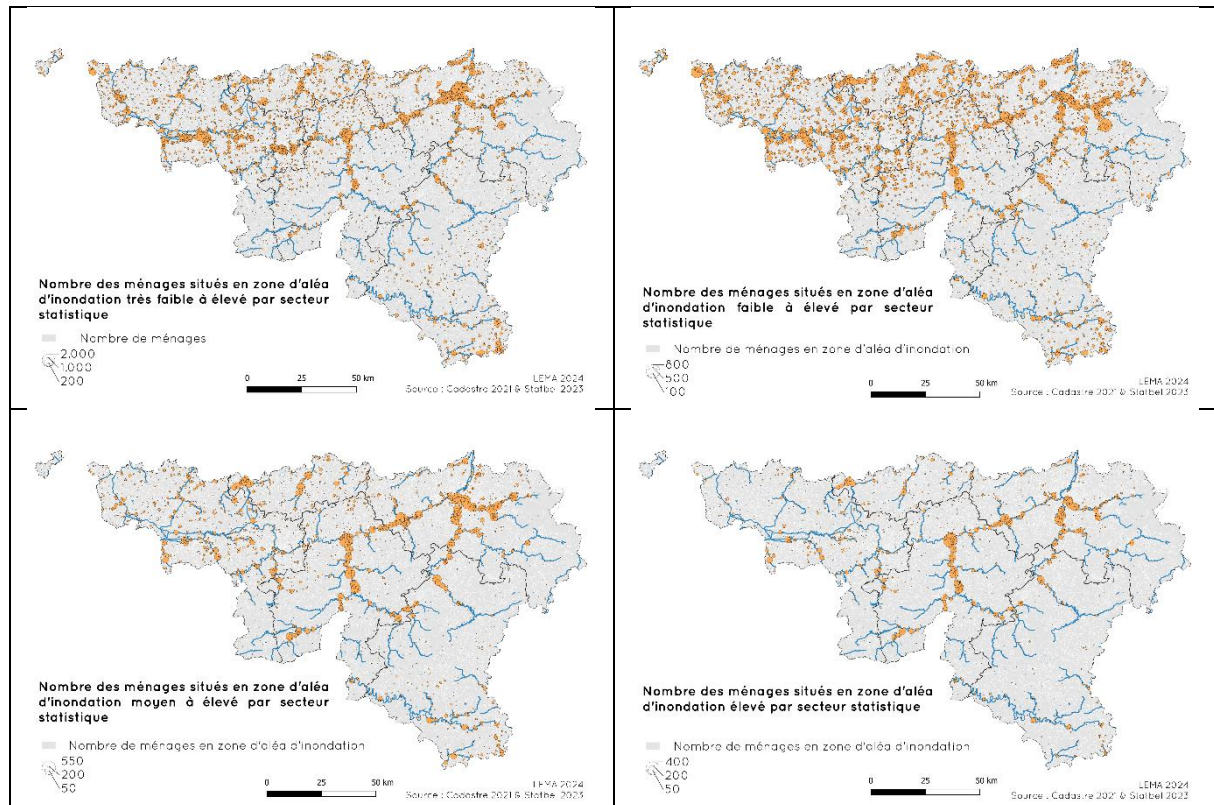 Nombre des ménages situés en zone d'aléa
d'inondation très faible à élevé par secteur
statistique
Nombre de ménages
2.000
1.000
200
0 25 50 km
LEMA 2024
Source : Cadastre 2021 & Statbel 2023
Nombre des ménages situés en zone d'aléa
d'inondation faible à élevé par secteur
statistique
Nombre de ménages en zone d'aléa d'inondation
800
500
100
0 25 50 km
LEMA 2024
Source : Cadastre 2021 & Statbel 2023
Nombre des ménages situés en zone d'aléa
d'inondation moyen à élevé par secteur
statistique
Nombre de ménages en zone d'aléa d'inondation
550
200
50
0 25 50 km
LEMA 2024
Source : Cadastre 2021 & Statbel 2023
Nombre des ménages situés en zone d'aléa
d'inondation élevé par secteur statistique
Nombre de ménages en zone d'aléa d'inondation
400
200
50
0 25 50 km
LEMA 2024
Source : Cadastre 2021 & Statbel 2023